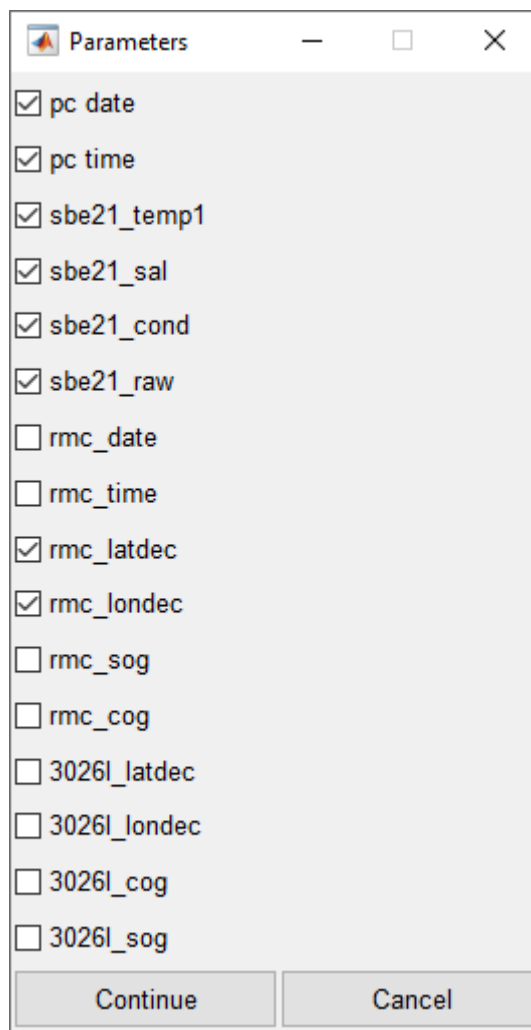 Parameters
pc date
pc time
sbe21_temp1
sbe21_sal
sbe21_cond
sbe21_raw
rmc_date
rmc_time
rmc_latdec
rmc_londec
rmc_sog
rmc_cog
3026l_latdec
3026l_londec
3026l_cog
3026l_sog
Continue Cancel